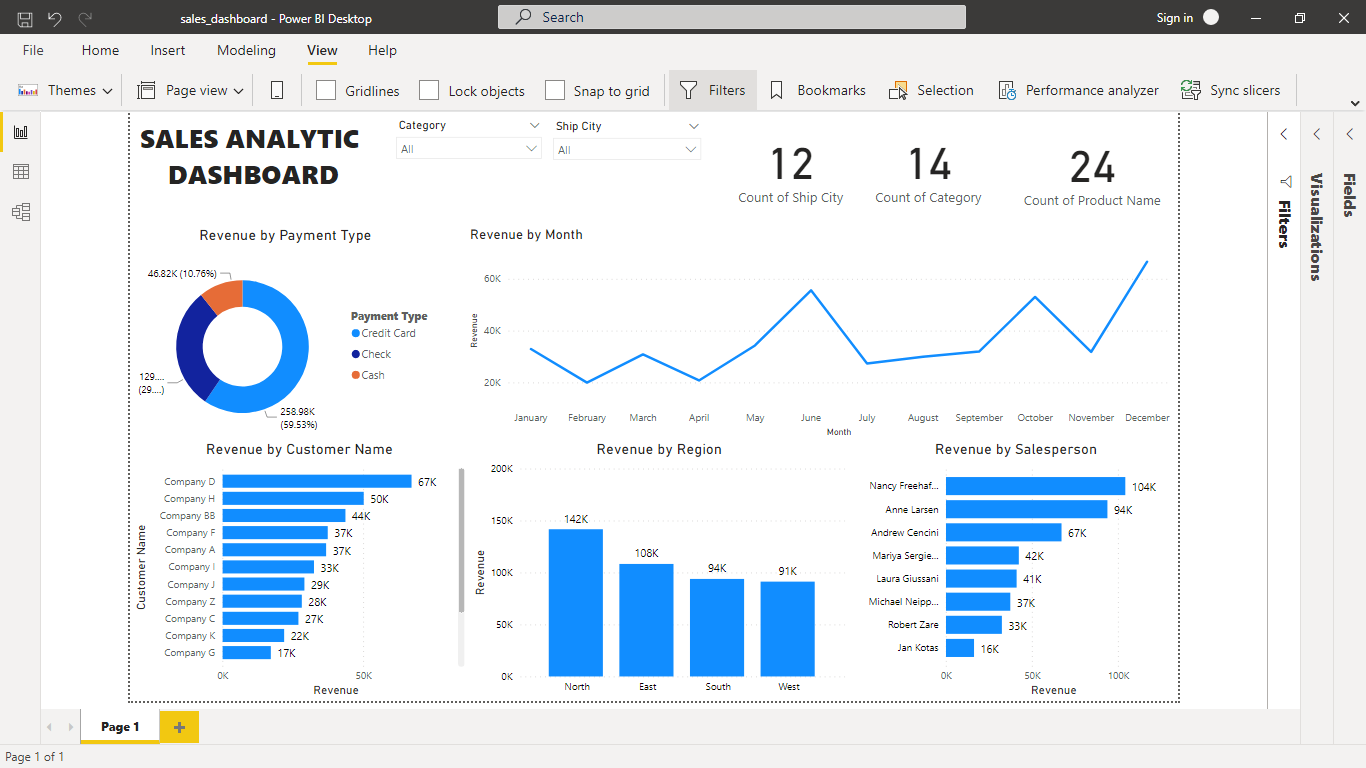 sales_dashboard - Power BI Desktop
Search
Sign in
File Home Insert Modeling View Help
Themes Page view Gridlines Lock objects Snap to grid Filters Bookmarks Selection Performance analyzer Sync slicers
SALES ANALYTIC
DASHBOARD
Category
All
Ship City
All
12
Count of Ship City
14
Count of Category
24
Count of Product Name
Filters
Visualizations
Fields
Revenue by Payment Type
46.82K (10.76%)
129....
(29....)
258.98K
(59.53%)
Payment Type
Credit Card
Check
Cash
Revenue by Month
Revenue
60K
40K
20K
January February March April May June July August September October November December
Month
Revenue by Customer Name
Customer Name
Company D 67K
Company H 50K
Company BB 44K
Company F 37K
Company A 37K
Company I 33K
Company J 29K
Company Z 28K
Company C 27K
Company K 22K
Company G 17K
0K 50K
Revenue
Revenue by Region
Revenue
200K
150K
100K
50K
0K
142K
108K
94K
91K
North East South West
Revenue by Salesperson
Nancy Freehaf... 104K
Anne Larsen 94K
Andrew Cencini 67K
Mariya Sergie... 42K
Laura Giussani 41K
Michael Neipp... 37K
Robert Zare 33K
Jan Kotas 16K
0K 50K 100K
Revenue
Page 1
Page 1 of 1